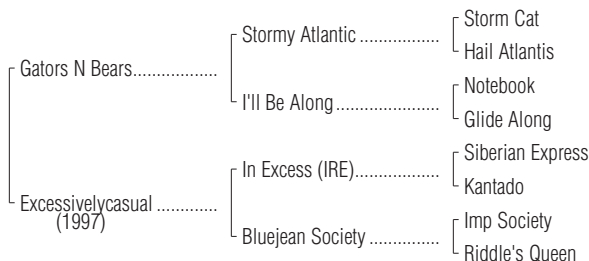 Storm Cat
Stormy Atlantic ..................
Hail Atlantis
Gators N Bears...................
Notebook
I'll Be Along.......................
Glide Along
Siberian Express
In Excess (IRE)...................
Kantado
Excessivelycasual .............
(1997)
Imp Society
Bluejean Society ................
Riddle's Queen